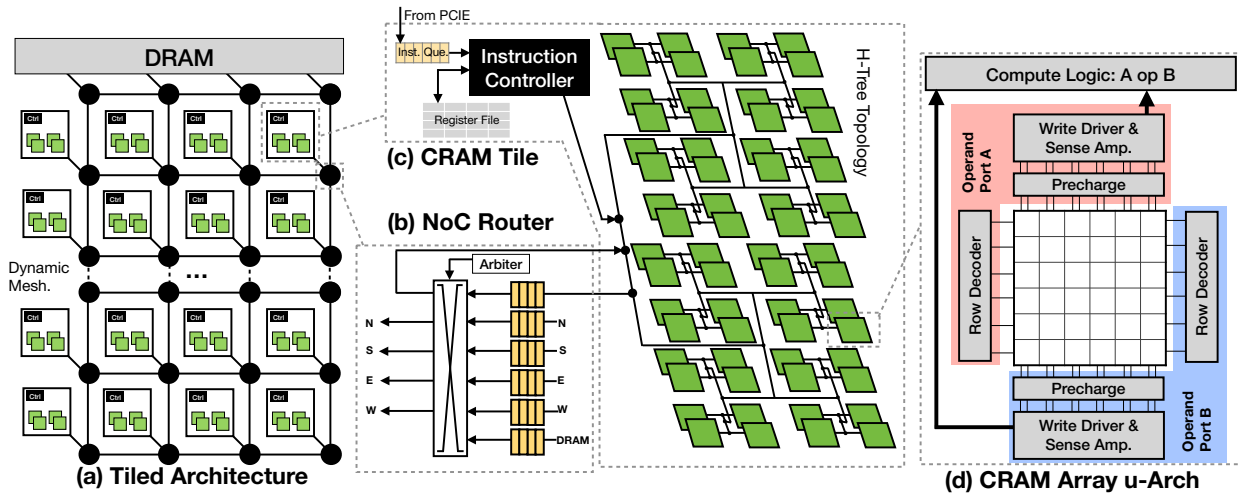 DRAM
Ctrl
Ctrl
Ctrl
Ctrl
Ctrl
Ctrl
Ctrl
Ctrl
Dynamic
Mesh.
...
Ctrl
Ctrl
Ctrl
Ctrl
Ctrl
Ctrl
Ctrl
Ctrl
(a) Tiled Architecture
From PCIE
Inst. Que.
Instruction
Controller
Register File
(c) CRAM Tile
H-Tree Topology
(b) NoC Router
Arbiter
N
S
E
W
N
S
E
W
DRAM
Compute Logic: A op B
Operand
Port A
Write Driver &
Sense Amp.
Precharge
Row Decoder
Row Decoder
Precharge
Write Driver &
Sense Amp.
Operand
Port B
(d) CRAM Array u-Arch